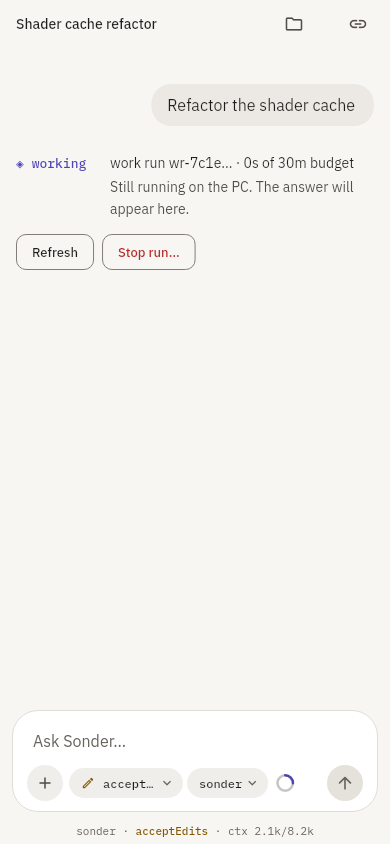 Shader cache refactor
Refactor the shader cache
◈ working
work run wr-7c1e... · 0s of 30m budget
Still running on the PC. The answer will
appear here.
Refresh
Stop run...
Ask Sonder...
accept...
sonder
sonder · acceptEdits · ctx 2.1k/8.2k